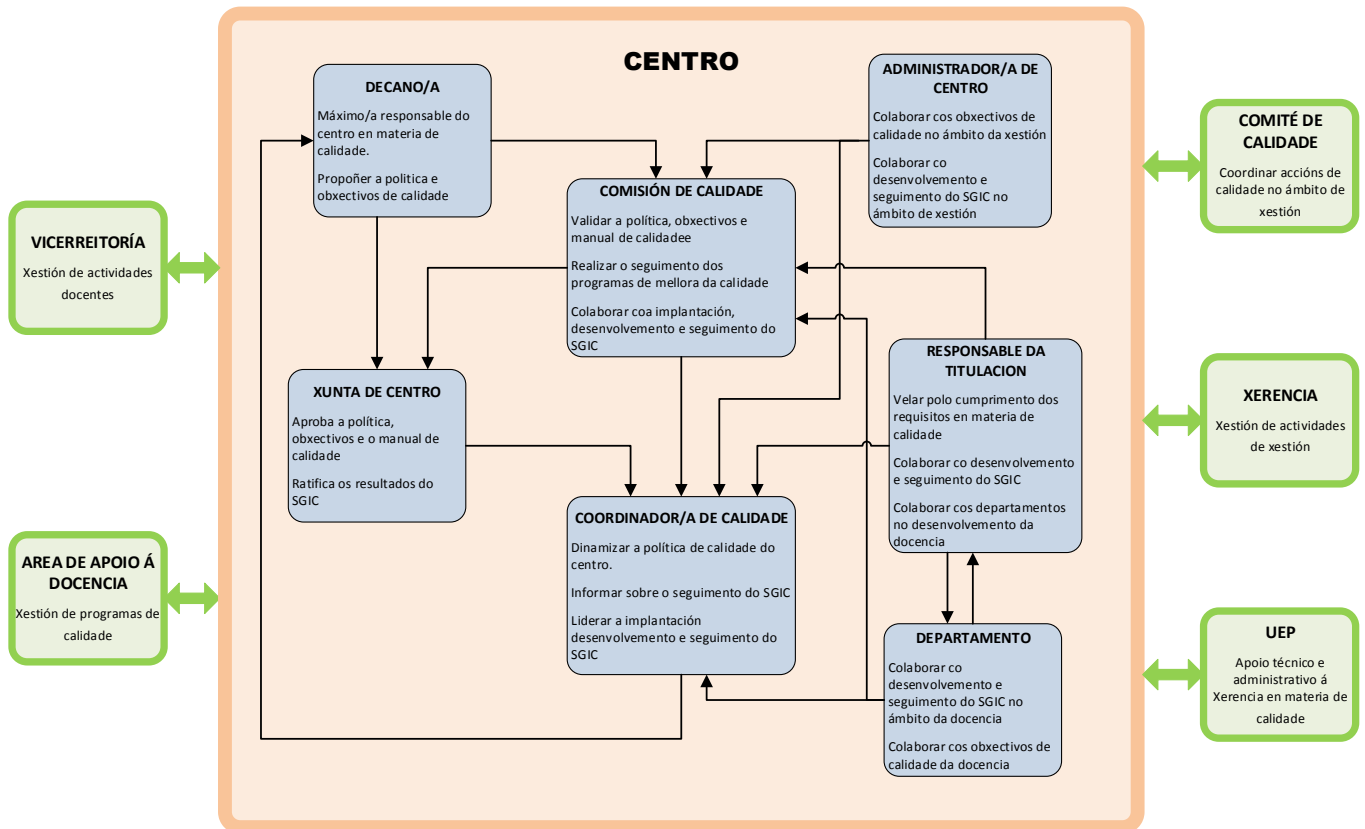 CENTRO
DECANO/A
Máximo/a responsable do
centro en materia de
calidade.
Propoñer a politica e
obxectivos de calidade
ADMINISTRADOR/A DE
CENTRO
Colaborar cos obxectivos de
calidade no ámbito da xestión
Colaborar co
desenvolvemento e
seguimento do SGIC no
ámbito de xestión
COMISIÓN DE CALIDADE
Validar a política, obxectivos e
manual de calidadee
Realizar o seguimento dos
programas de mellora da calidade
Colaborar coa implantación,
desenvolvemento e seguimento do
SGIC
XUNTA DE CENTRO
Aproba a política,
obxectivos e o manual de
calidade
Ratifica os resultados do
SGIC
RESPONSABLE DA
TITULACION
Velar polo cumprimento dos
requisitos en materia de
calidade
Colaborar co desenvolvemento
e seguimento do SGIC
Colaborar cos departamentos
no desenvolvemento da
docencia
COORDINADOR/A DE CALIDADE
Dinamizar a política de calidade do
centro.
Informar sobre o seguimento do SGIC
Liderar a implantación
desenvolvemento e seguimento do
SGIC
DEPARTAMENTO
Colaborar co
desenvolvemento e
seguimento do SGIC no
ámbito da docencia
Colaborar cos obxectivos de
calidade da docencia
VICERREITORÍA
Xestión de actividades
docentes
AREA DE APOIO Á
DOCENCIA
Xestión de programas de
calidade
COMITÉ DE
CALIDADE
Coordinar accións de
calidade no ámbito de
xestión
XERENCIA
Xestión de actividades
de xestión
UEP
Apoio técnico e
administrativo á
Xerencia en materia de
calidade